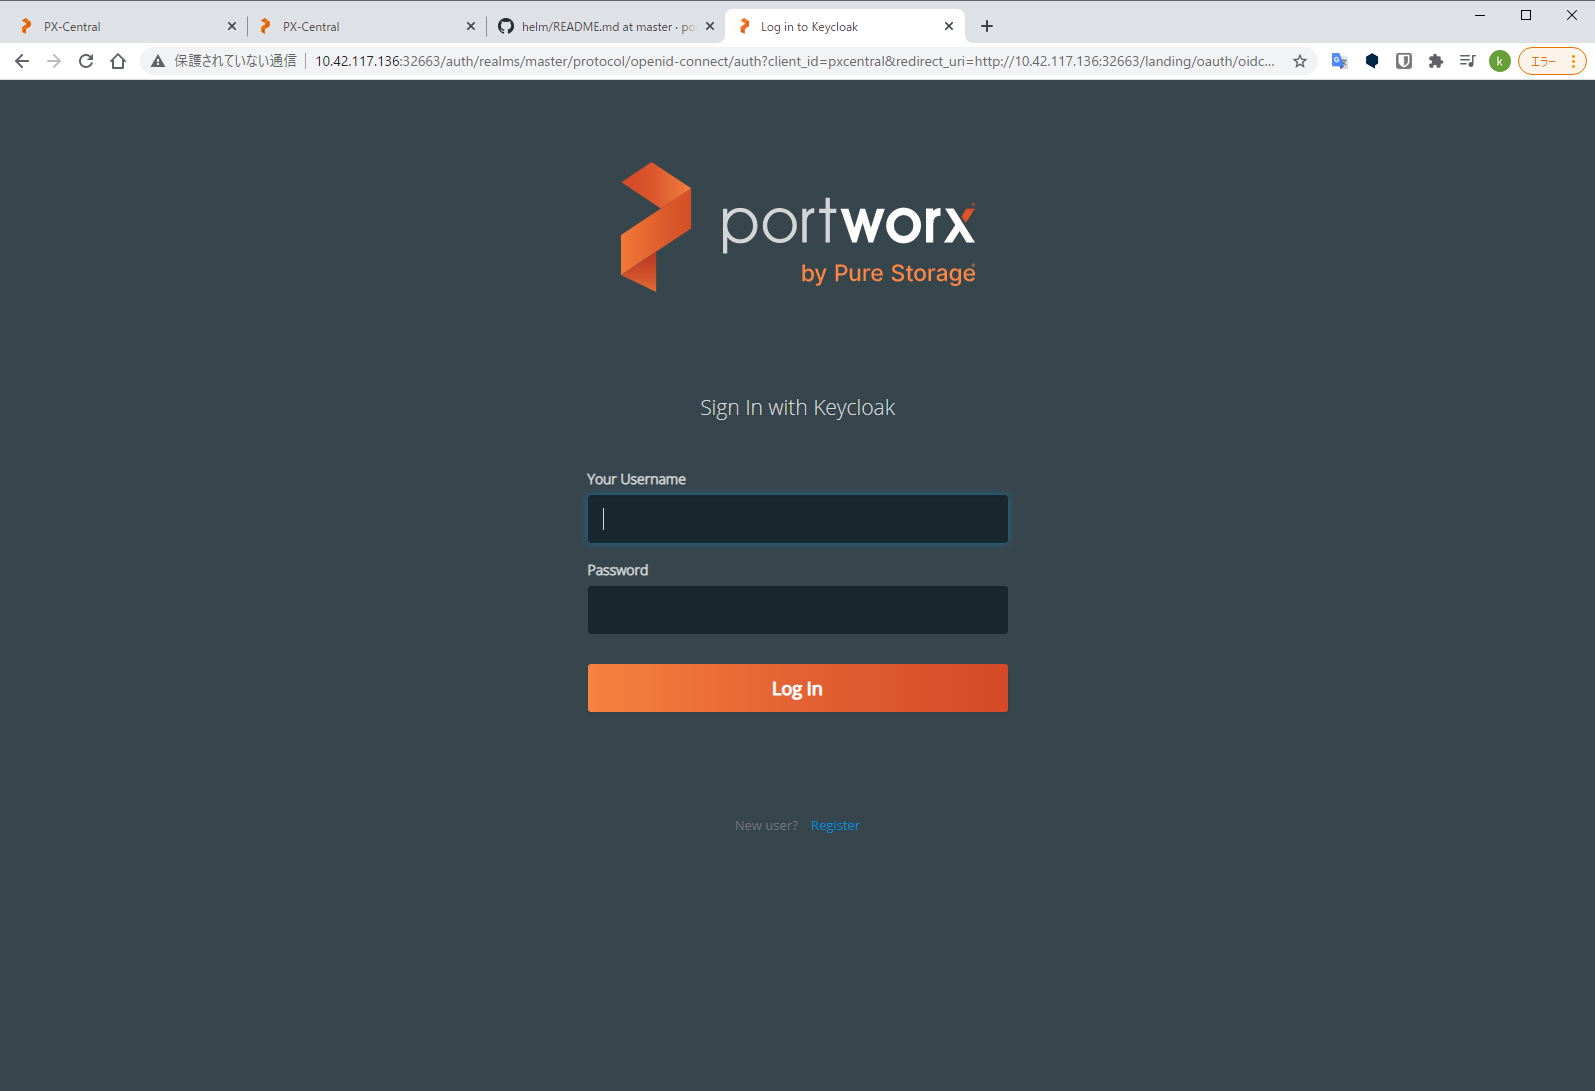 PX-Central
PX-Central
helm/README.md at master · po
Log in to Keycloak
保護されていない通信
10.42.117.136:32663/auth/realms/master/protocol/openid-connect/auth?client_id=pxcentral&redirect_uri=http://10.42.117.136:32663/landing/oauth/oidc...
k
エラー
portworx
by Pure Storage
Sign In with Keycloak
Your Username
Password
Log In
New user? Register